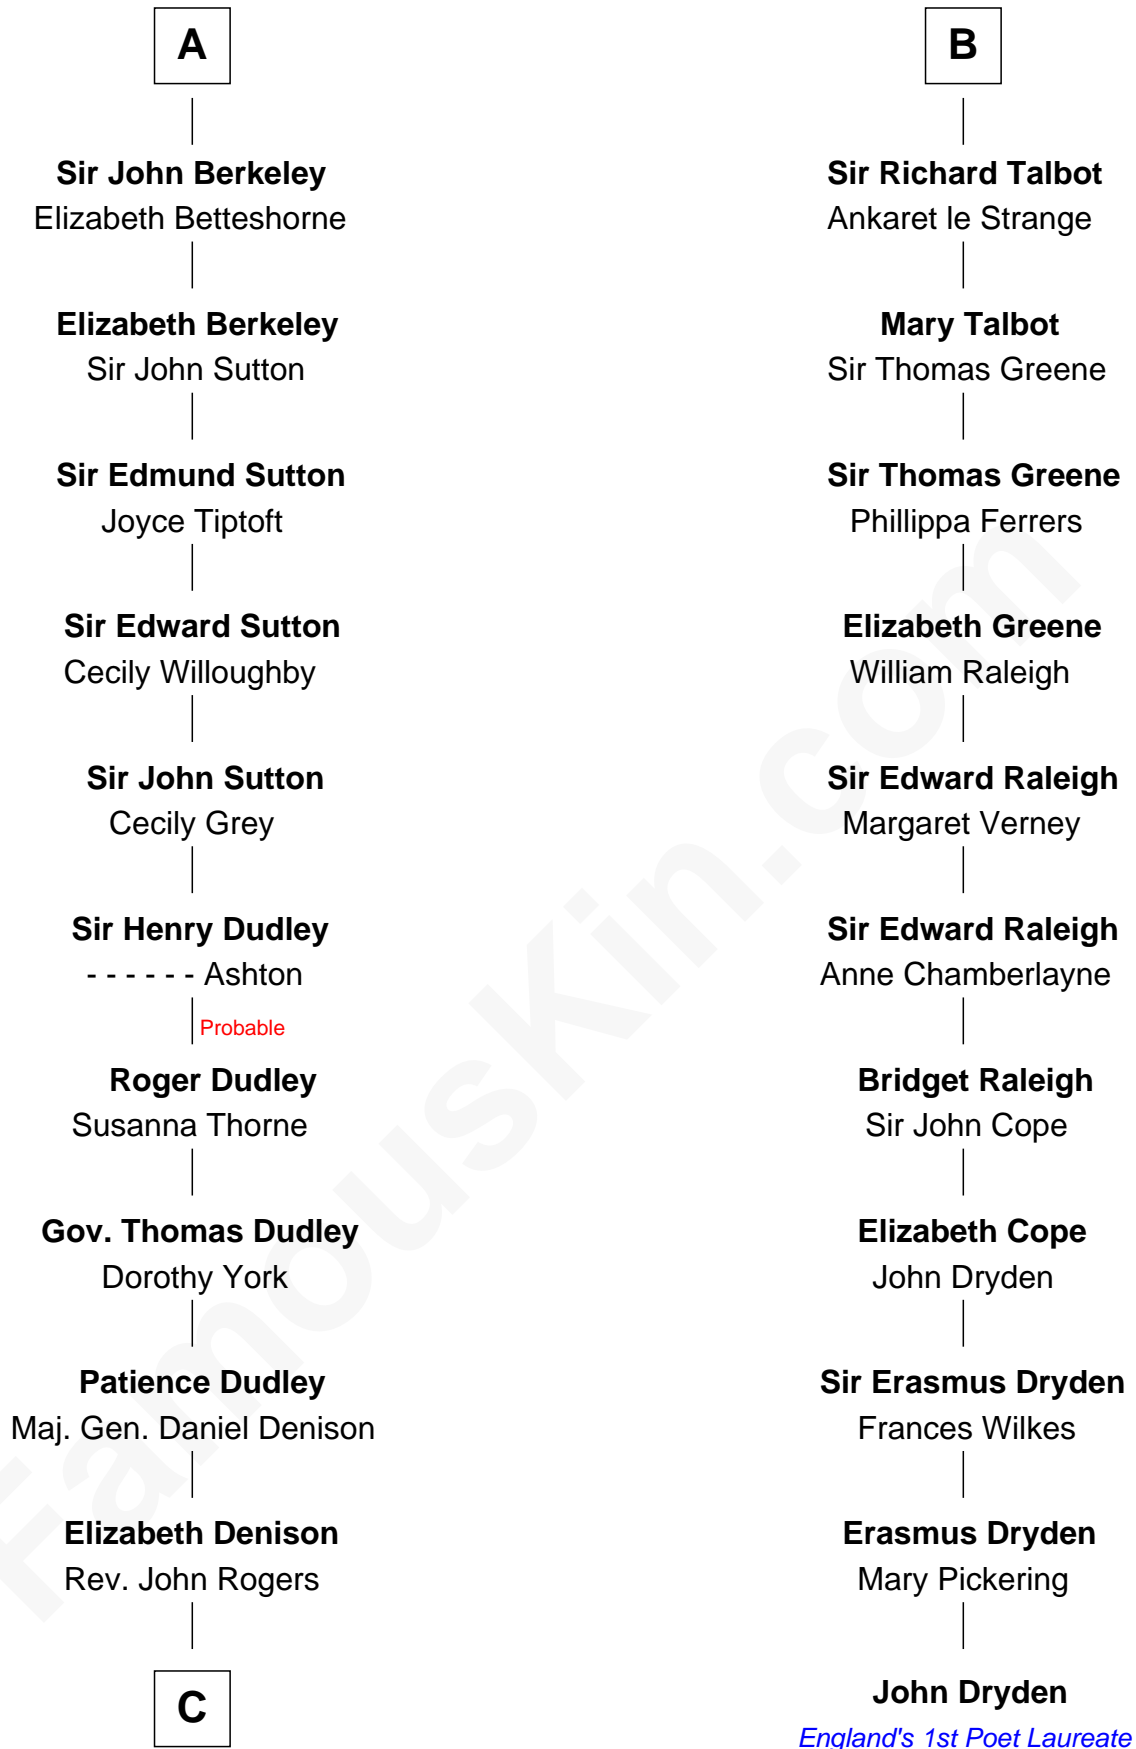 A
Sir John Berkeley
Elizabeth Betteshorne
Elizabeth Berkeley
Sir John Sutton
Sir Edmund Sutton
Joyce Tiptoft
Sir Edward Sutton
Cecily Willoughby
Sir John Sutton
Cecily Grey
Sir Henry Dudley
- - - - - - Ashton
Probable
Roger Dudley
Susanna Thorne
Gov. Thomas Dudley
Dorothy York
Patience Dudley
Maj. Gen. Daniel Denison
Elizabeth Denison
Rev. John Rogers
C
B
Sir Richard Talbot
Ankaret le Strange
Mary Talbot
Sir Thomas Greene
Sir Thomas Greene
Phillippa Ferrers
Elizabeth Greene
William Raleigh
Sir Edward Raleigh
Margaret Verney
Sir Edward Raleigh
Anne Chamberlayne
Bridget Raleigh
Sir John Cope
Elizabeth Cope
John Dryden
Sir Erasmus Dryden
Frances Wilkes
Erasmus Dryden
Mary Pickering
John Dryden
England's 1st Poet Laureate
FamousKin.com